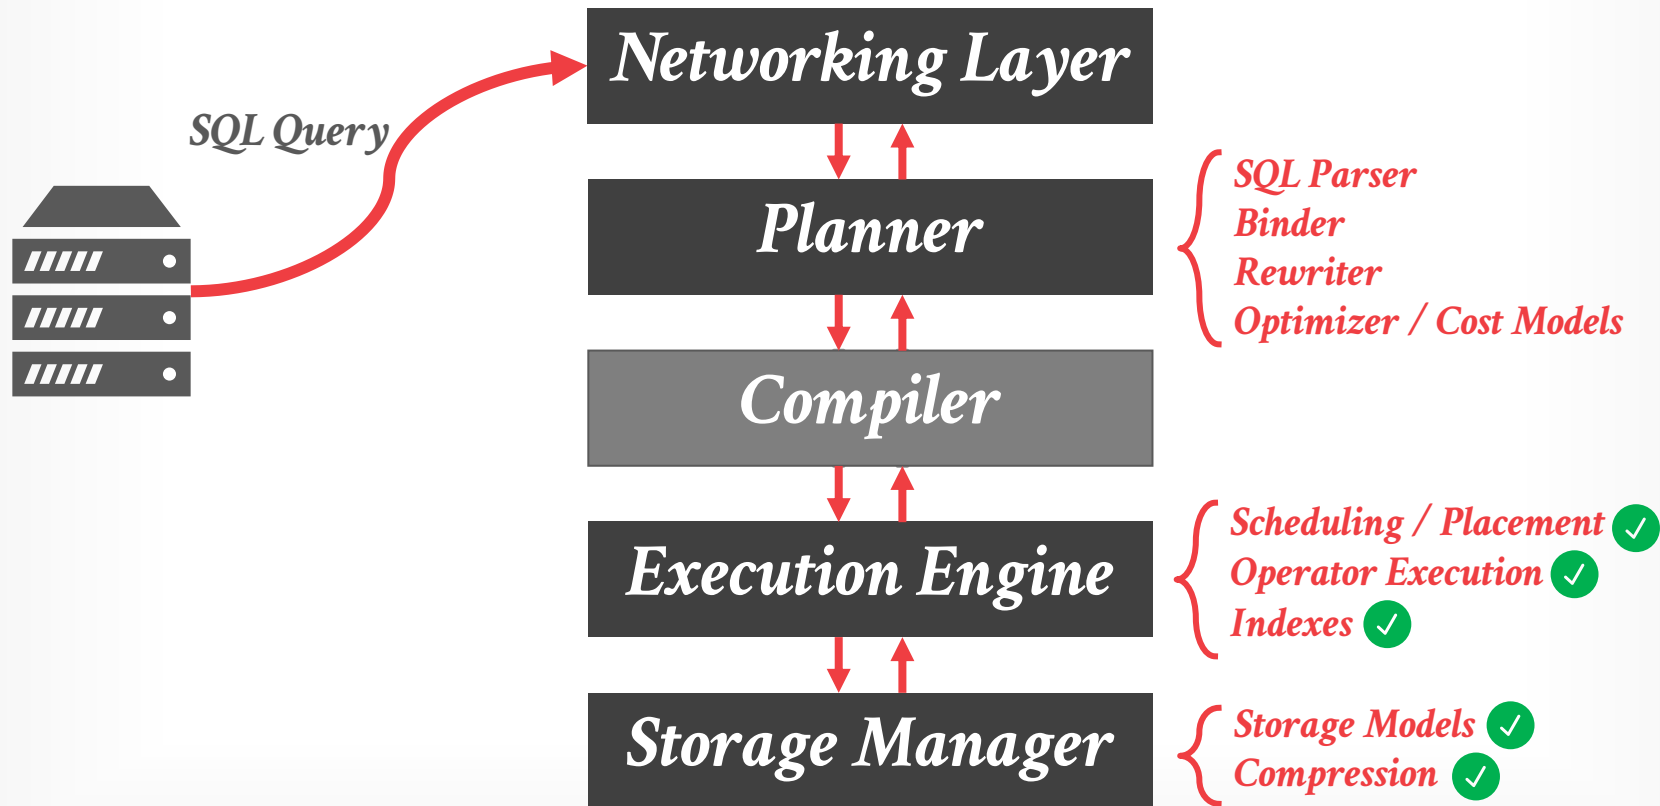 Networking Layer
SQL Query
Planner
SQL Parser
Binder
Rewriter
Optimizer / Cost Models
Compiler
Execution Engine
Scheduling / Placement
Operator Execution
Indexes
Storage Manager
Storage Models
Compression